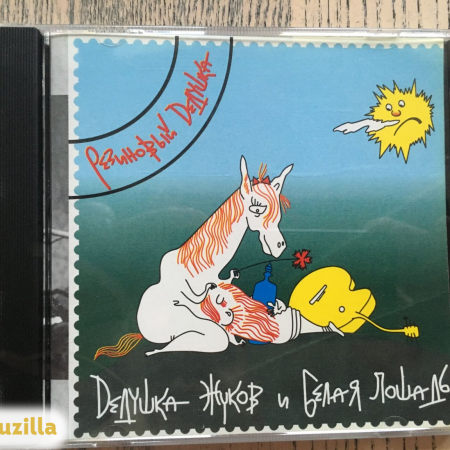 Резиновый Дедушка
Дедушка Жуков и Белая Лошадь
uzilla